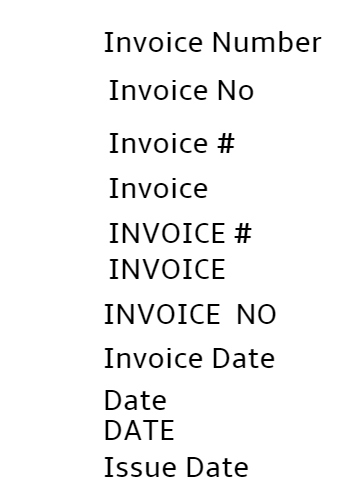 Invoice Number
Invoice No
Invoice #
Invoice
INVOICE #
INVOICE
INVOICE  NO
Invoice Date
Date
DATE
Issue Date